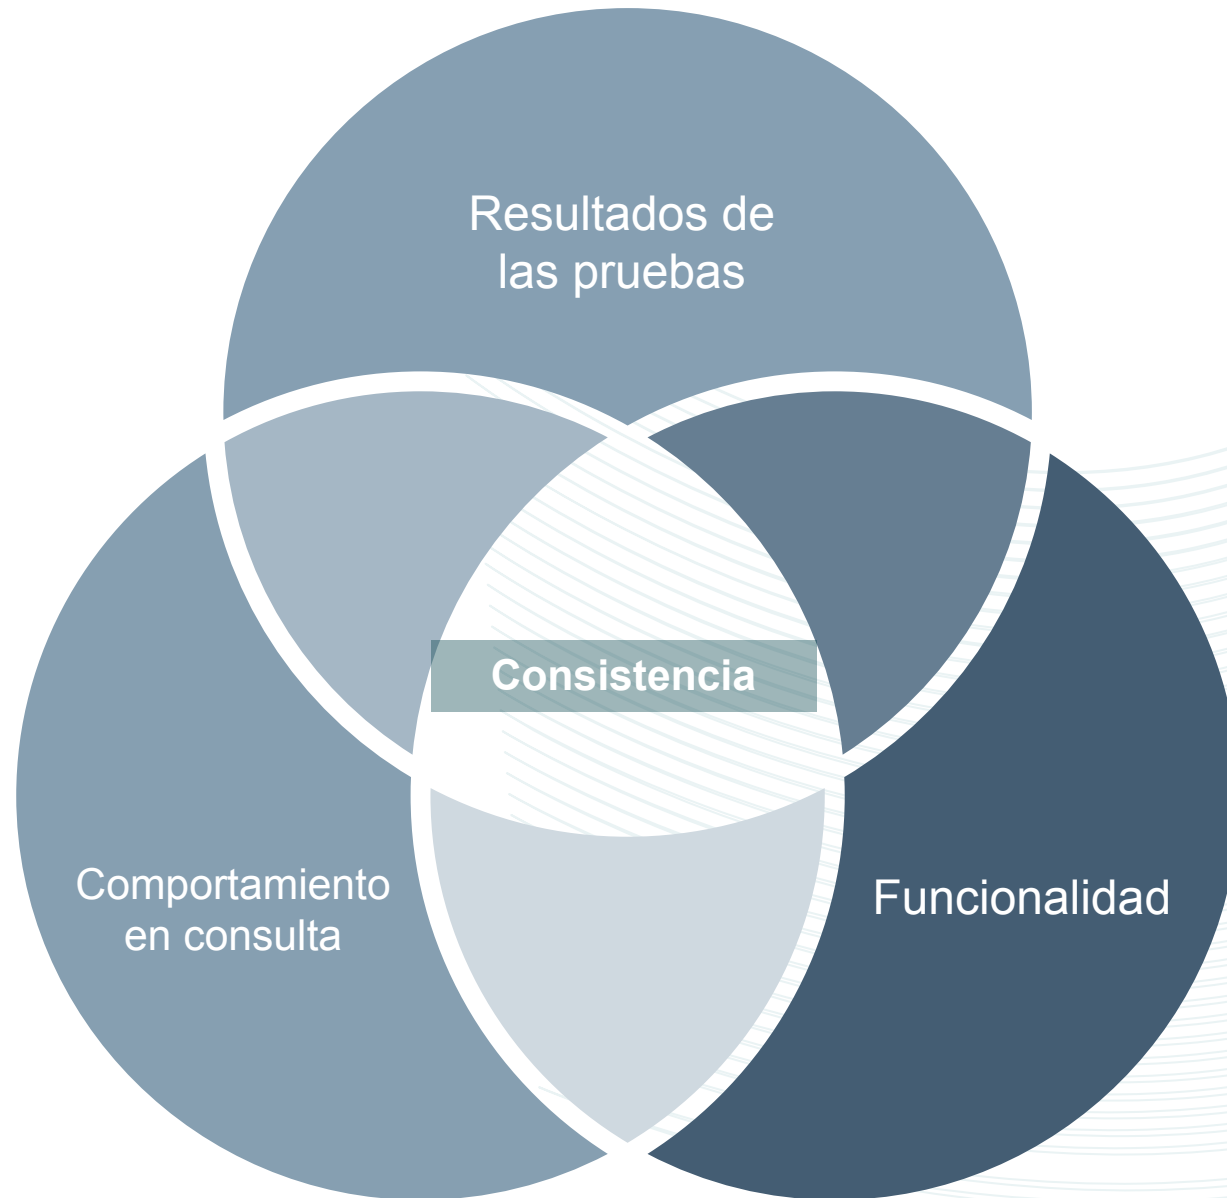 Resultados de
las pruebas
Consistencia
Comportamiento
en consulta
Funcionalidad